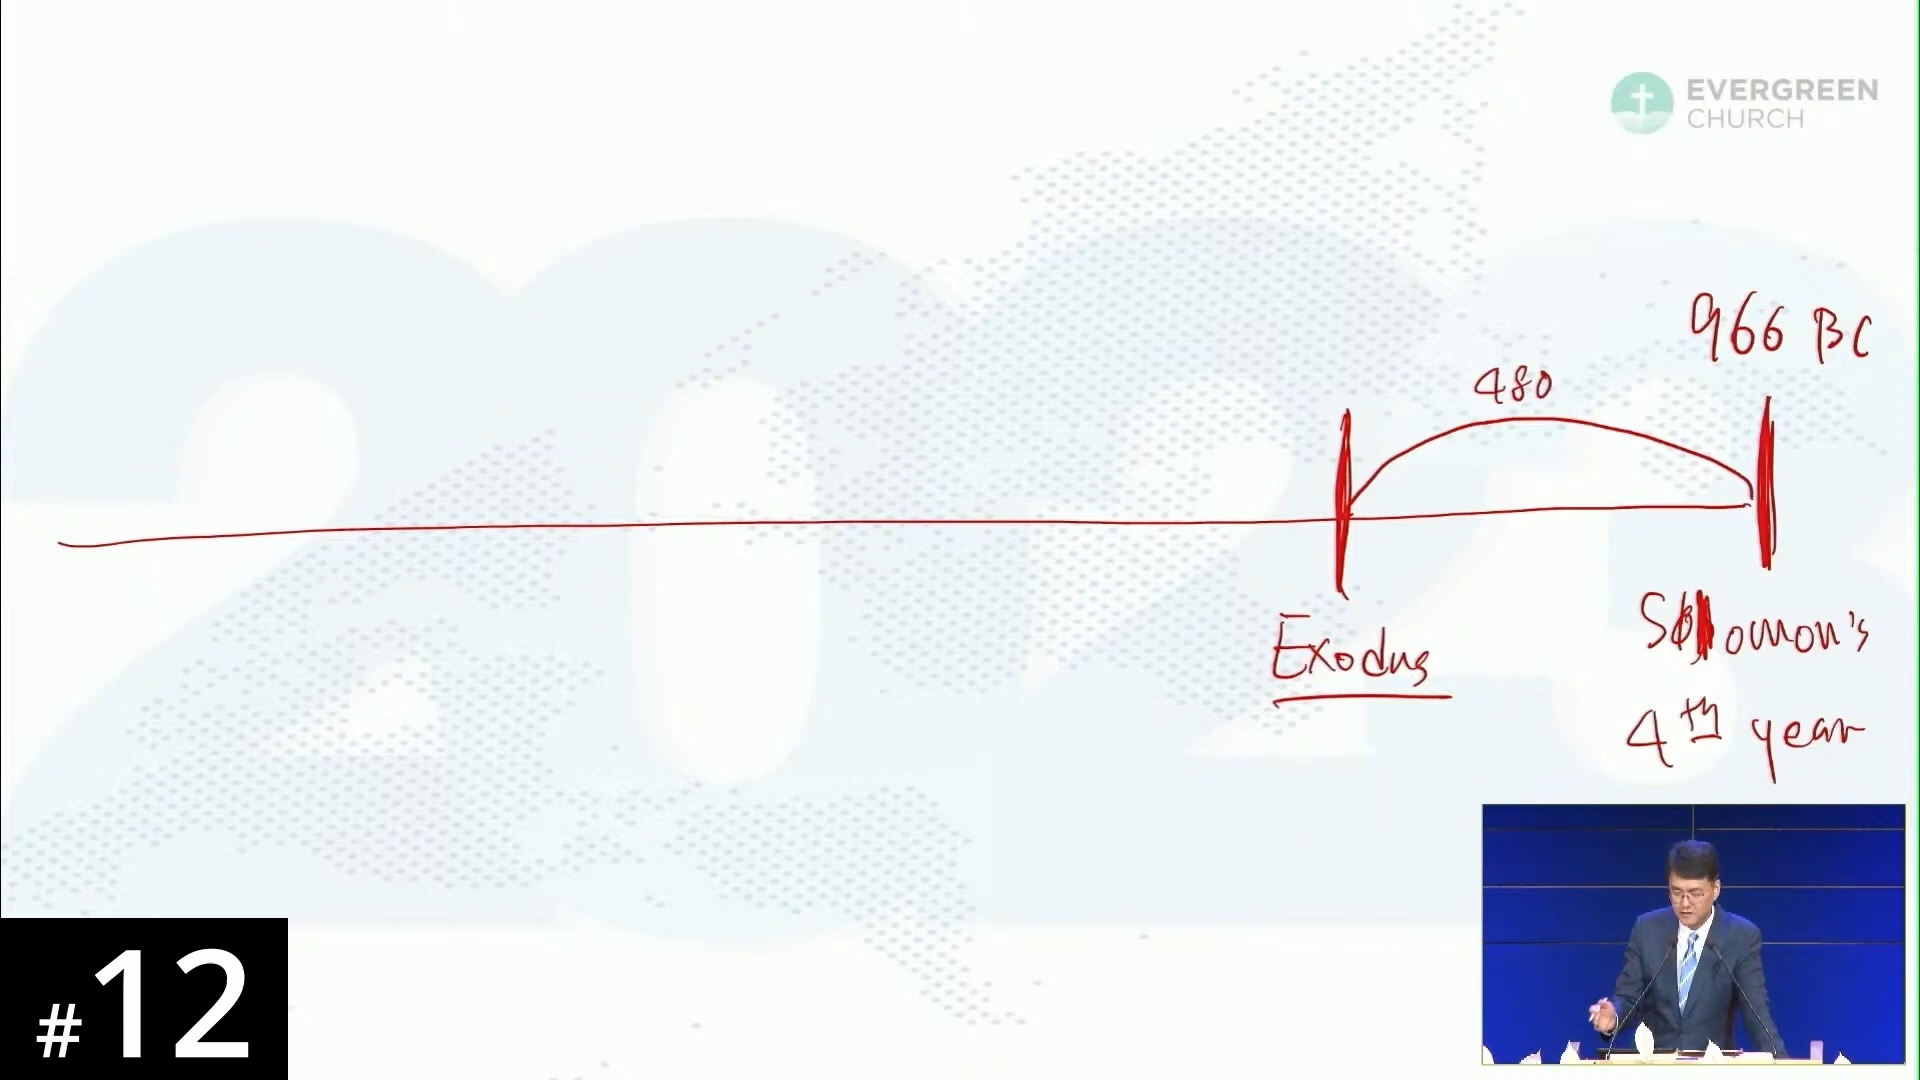 EVERGREEN
CHURCH
966 BC
480
Exodus
Solomon's
4th year
#12